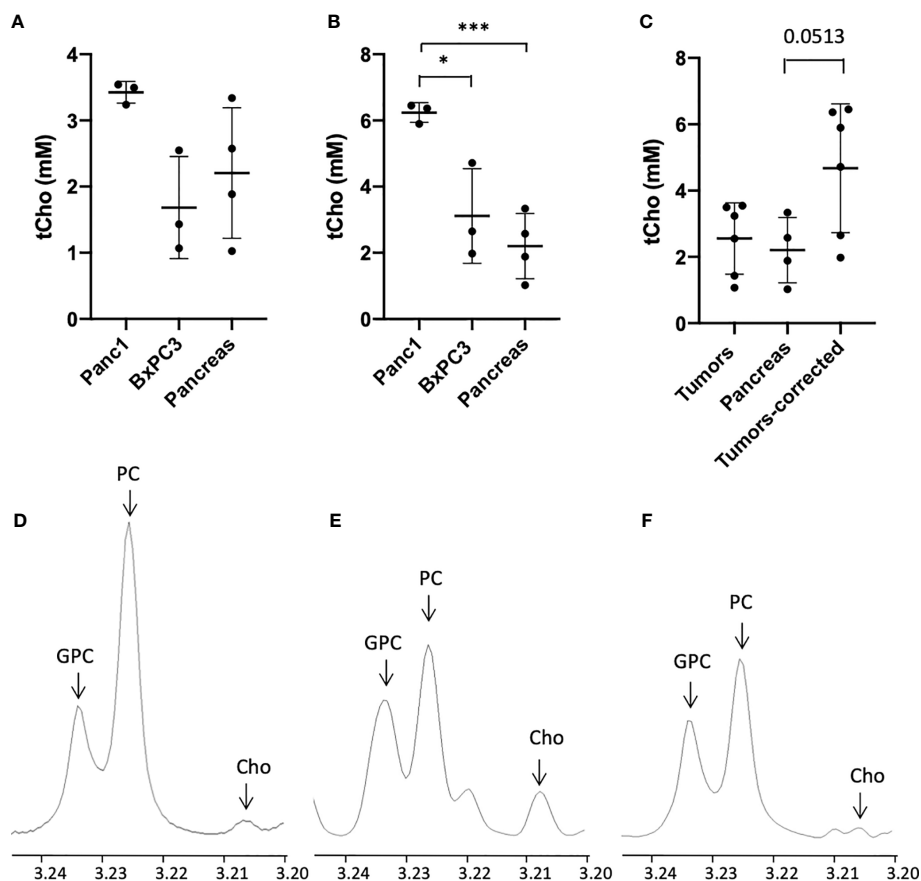 A
tCho (mM)
4
3
2
1
0
Panc1
BxPC3
Pancreas
B
***
*
tCho (mM)
8
6
4
2
0
Panc1
BxPC3
Pancreas
C
0.0513
tCho (mM)
8
6
4
2
0
Tumors
Pancreas
Tumors-corrected
D
PC
GPC
Cho
3.24 3.23 3.22 3.21 3.20
E
PC
GPC
Cho
3.24 3.23 3.22 3.21 3.20
F
PC
GPC
Cho
3.24 3.23 3.22 3.21 3.20